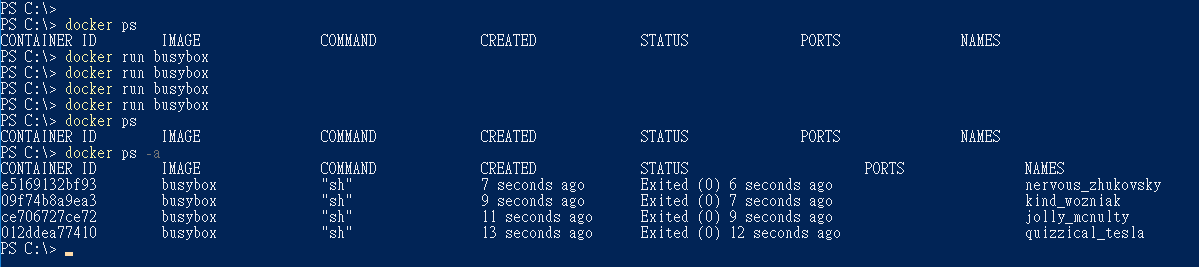 PS C:\>
PS C:\> docker ps
CONTAINER ID IMAGE COMMAND CREATED STATUS PORTS NAMES
PS C:\> docker run busybox
PS C:\> docker run busybox
PS C:\> docker run busybox
PS C:\> docker run busybox
PS C:\> docker ps
CONTAINER ID IMAGE COMMAND CREATED STATUS PORTS NAMES
PS C:\> docker ps -a
CONTAINER ID IMAGE COMMAND CREATED STATUS PORTS NAMES
e5169132bf93 busybox "sh" 7 seconds ago Exited (0) 6 seconds ago nervous_zhukovsky
09f74b8a9ea3 busybox "sh" 9 seconds ago Exited (0) 7 seconds ago kind_wozniak
ce706727ce72 busybox "sh" 11 seconds ago Exited (0) 9 seconds ago jolly_mcnulty
012ddea77410 busybox "sh" 13 seconds ago Exited (0) 12 seconds ago quizzical_tesla
PS C:\>